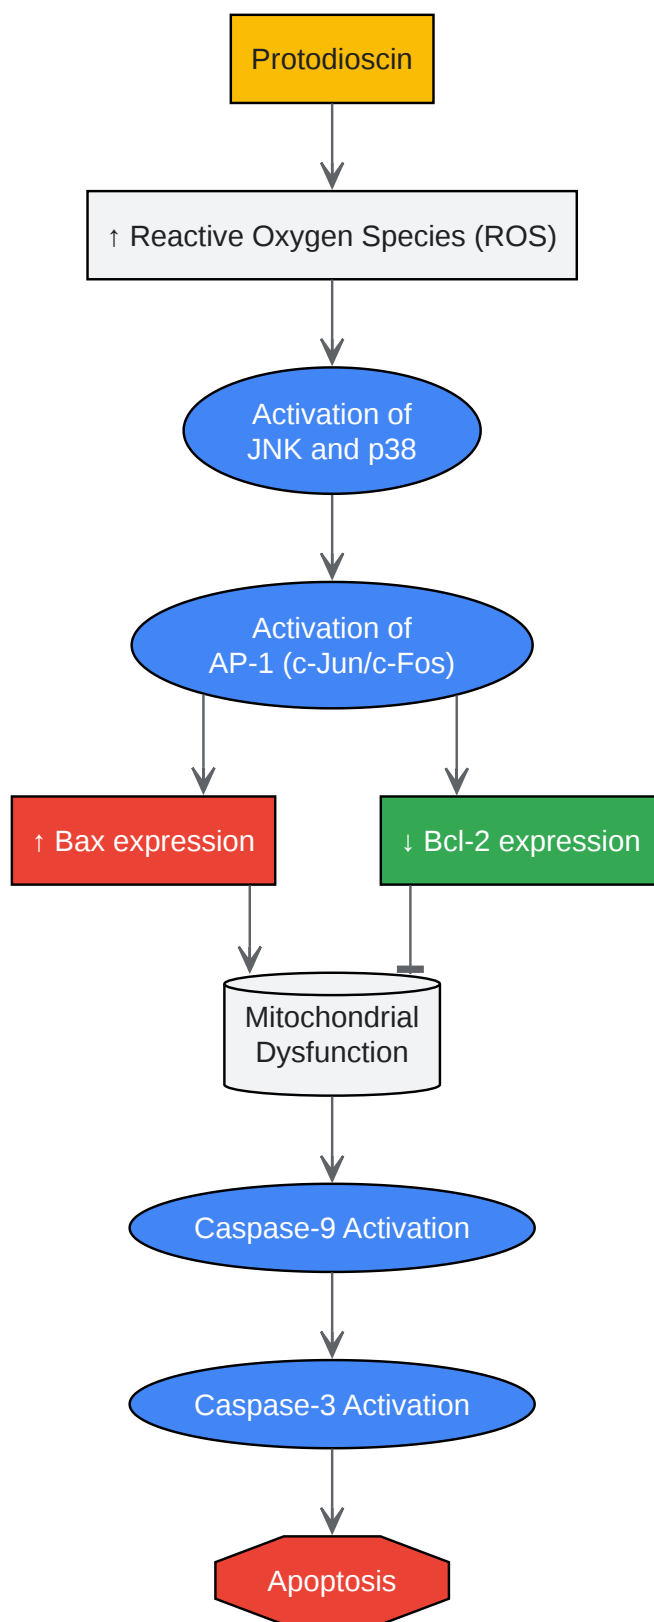 Protodioscin
↑ Reactive Oxygen Species (ROS)
Activation of
JNK and p38
Activation of
AP-1 (c-Jun/c-Fos)
↑ Bax expression
↓ Bcl-2 expression
Mitochondrial
Dysfunction
Caspase-9 Activation
Caspase-3 Activation
Apoptosis